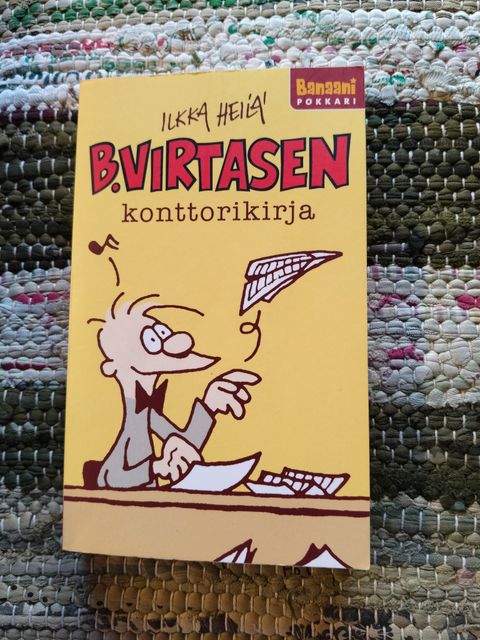 Banaani
POKKARI
ILKKA HEILÄ
B.VIRTASEN
konttorikirja